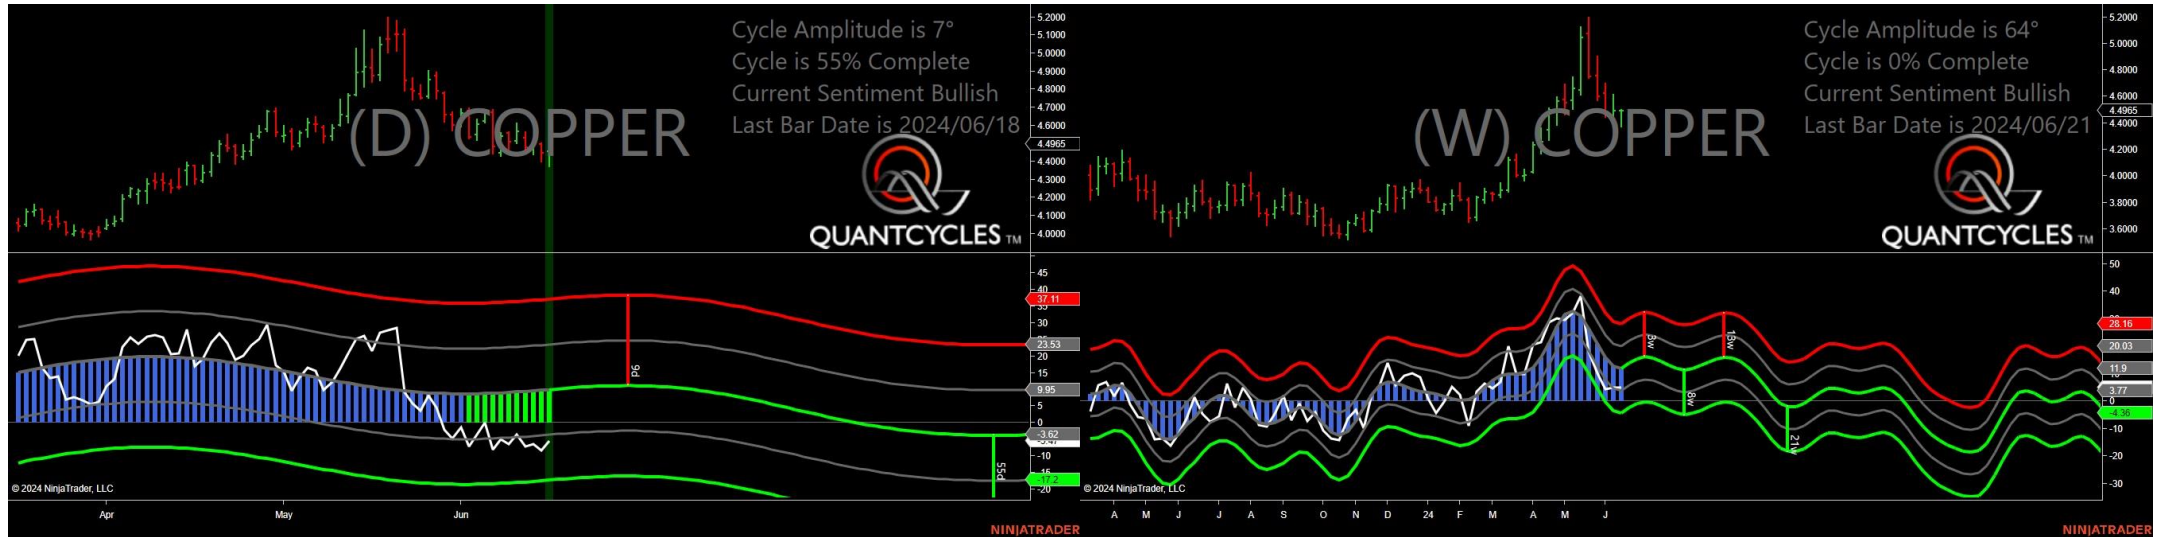 Cycle Amplitude is 7°
Cycle is 55% Complete
Current Sentiment Bullish
Last Bar Date is 2024/06/18
(D) COPPER
QUANTCYCLES TM
5.2000
5.1000
5.0000
4.9000
4.8000
4.7000
4.6000
4.4965
4.4000
4.3000
4.2000
4.1000
4.0000
45
40
37.11
30
23.53
20
15
9.95
5
0
-3.62
-10
-15
-17.2
-20
9d
55d
© 2024 NinjaTrader, LLC
Apr
May
Jun
NINJATRADER
Cycle Amplitude is 64°
Cycle is 0% Complete
Current Sentiment Bullish
Last Bar Date is 2024/06/21
(W) COPPER
QUANTCYCLES TM
5.2000
5.0000
4.8000
4.6000
4.4965
4.4000
4.2000
4.0000
3.8000
3.6000
50
40
28.16
20.03
11.9
3.77
0
-4.36
-10
-20
-30
8w
13w
8w
21w
© 2024 NinjaTrader, LLC
A
M
J
J
A
S
O
N
D
24
F
M
A
M
J
NINJATRADER